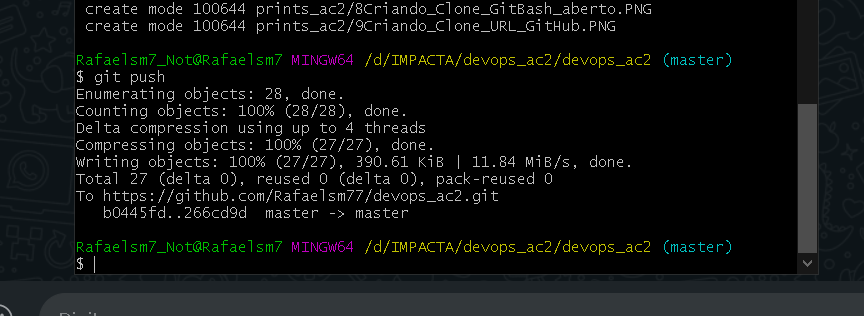 create mode 100644 prints_ac2/8Criando_Clone_GitBash_aberto.PNG
create mode 100644 prints_ac2/9Criando_Clone_URL_GitHub.PNG
Rafaelsm7_Not@Rafaelsm7 MINGW64 /d/IMPACTA/devops_ac2/devops_ac2 (master)
$ git push
Enumerating objects: 28, done.
Counting objects: 100% (28/28), done.
Delta compression using up to 4 threads
Compressing objects: 100% (27/27), done.
Writing objects: 100% (27/27), 390.61 KiB | 11.84 MiB/s, done.
Total 27 (delta 0), reused 0 (delta 0), pack-reused 0
To https://github.com/Rafaelsm77/devops_ac2.git
b0445fd..266cd9d master -> master
Rafaelsm7_Not@Rafaelsm7 MINGW64 /d/IMPACTA/devops_ac2/devops_ac2 (master)
$